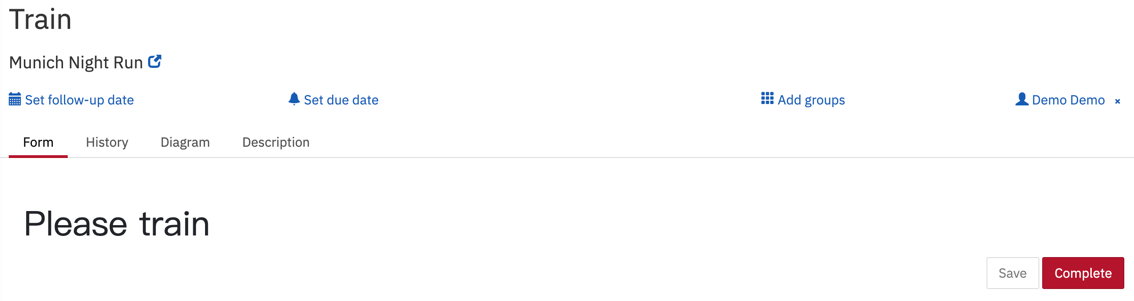 Train
Munich Night Run
Set follow-up date Set due date Add groups Demo Demo ×
Form History Diagram Description
Please train
Save Complete